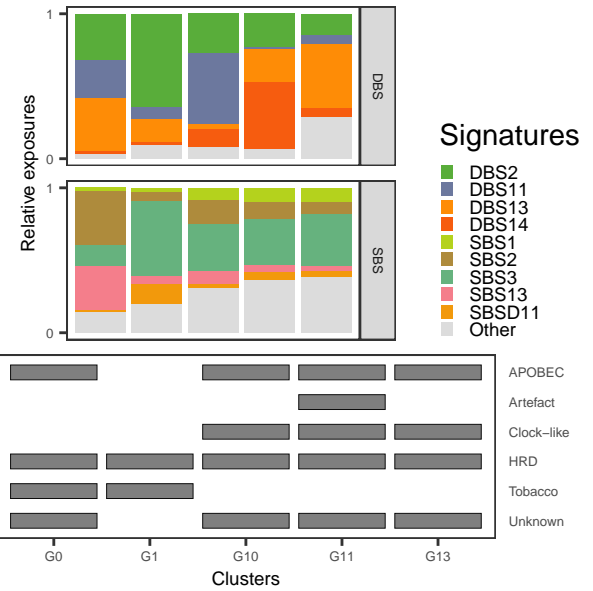 1
0
DBS
Relative exposures
1
0
SBS
Signatures
DBS2
DBS11
DBS13
DBS14
SBS1
SBS2
SBS3
SBS13
SBSD11
Other
APOBEC
Artefact
Clock−like
HRD
Tobacco
Unknown
G0 G1 G10 G11 G13
Clusters